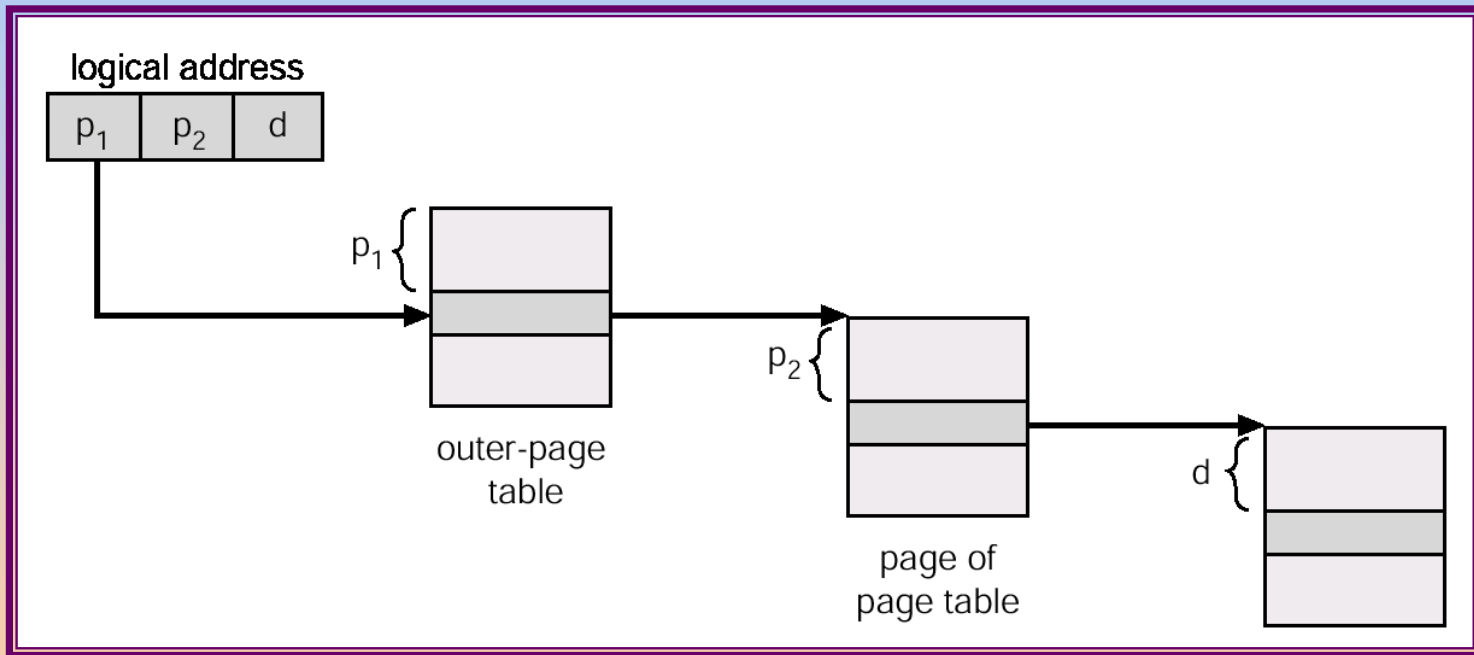 logical address
p₁ p₂ d
p₁
outer-page
table
p₂
page of
page table
d